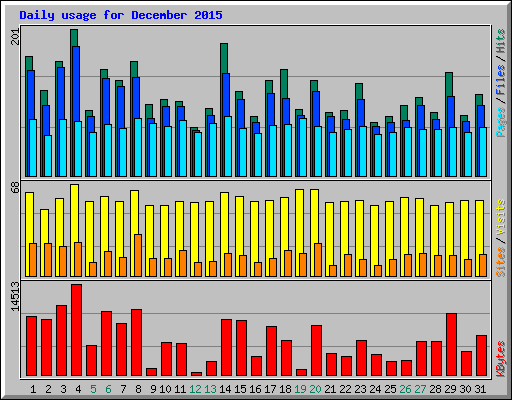 Daily usage for December 2015
201
Pages / Files / Hits
68
Sites / Visits
14513
KBytes
1 2 3 4 5 6 7 8 9 10 11 12 13 14 15 16 17 18 19 20 21 22 23 24 25 26 27 28 29 30 31